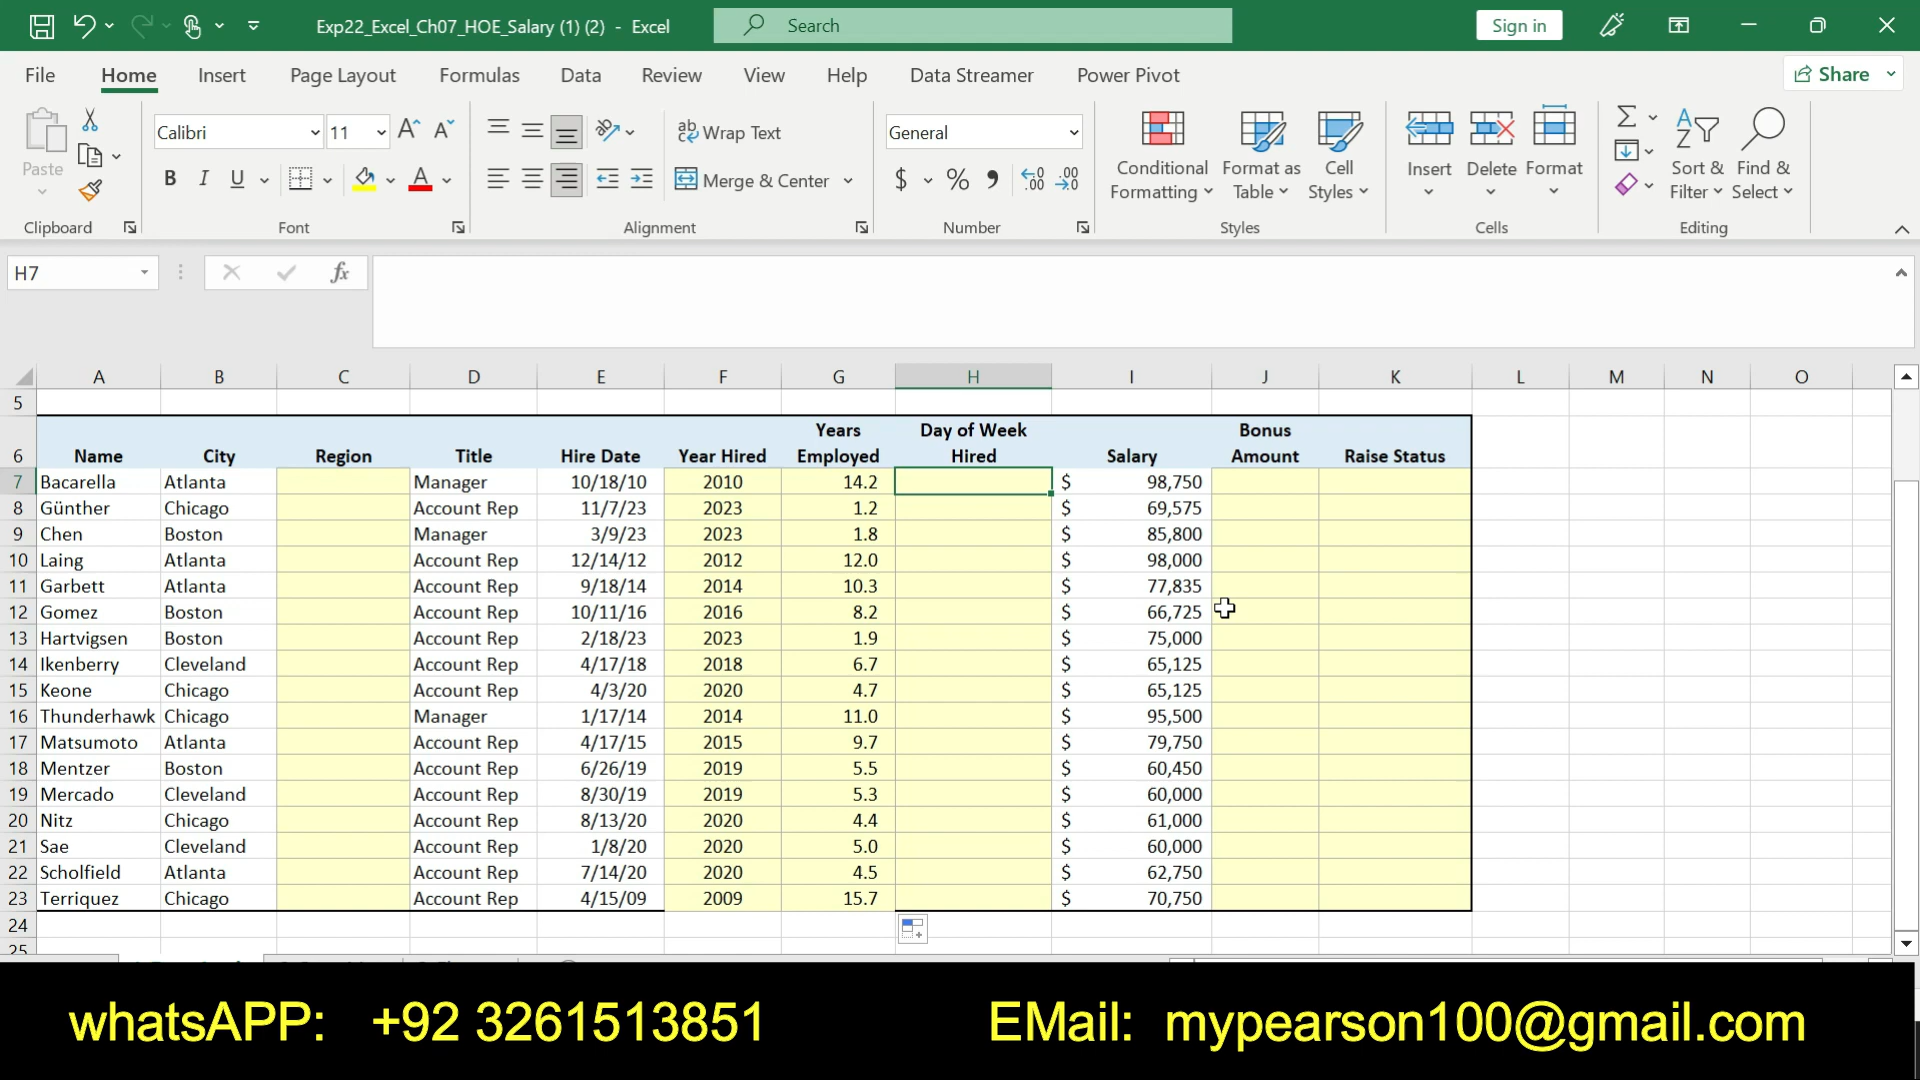 Exp22_Excel_Ch07_HOE_Salary (1) (2) - Excel
Search
Sign in
File Home Insert Page Layout Formulas Data Review View Help Data Streamer Power Pivot
Share
Paste
Calibri 11
B I U
Wrap Text
Merge & Center
General
$ % 9
Conditional Formatting
Format as Table
Cell Styles
Insert Delete Format
Sort & Filter
Find & Select
Clipboard Font Alignment Number Styles Cells Editing
H7 fx
A B C D E F G H I J K L M N O
5
6 Name City Region Title Hire Date Year Hired Years Employed Day of Week Hired Salary Bonus Amount Raise Status
7 Bacarella Atlanta Manager 10/18/10 2010 14.2 $ 98,750
8 Günther Chicago Account Rep 11/7/23 2023 1.2 $ 69,575
9 Chen Boston Manager 3/9/23 2023 1.8 $ 85,800
10 Laing Atlanta Account Rep 12/14/12 2012 12.0 $ 98,000
11 Garbett Atlanta Account Rep 9/18/14 2014 10.3 $ 77,835
12 Gomez Boston Account Rep 10/11/16 2016 8.2 $ 66,725
13 Hartvigsen Boston Account Rep 2/18/23 2023 1.9 $ 75,000
14 Ikenberry Cleveland Account Rep 4/17/18 2018 6.7 $ 65,125
15 Keone Chicago Account Rep 4/3/20 2020 4.7 $ 65,125
16 Thunderhawk Chicago Manager 1/17/14 2014 11.0 $ 95,500
17 Matsumoto Atlanta Account Rep 4/17/15 2015 9.7 $ 79,750
18 Mentzer Boston Account Rep 6/26/19 2019 5.5 $ 60,450
19 Mercado Cleveland Account Rep 8/30/19 2019 5.3 $ 60,000
20 Nitz Chicago Account Rep 8/13/20 2020 4.4 $ 61,000
21 Sae Cleveland Account Rep 1/8/20 2020 5.0 $ 60,000
22 Scholfield Atlanta Account Rep 7/14/20 2020 4.5 $ 62,750
23 Terriquez Chicago Account Rep 4/15/09 2009 15.7 $ 70,750
24
25
whatsAPP: +92 3261513851 EMail: mypearson100@gmail.com